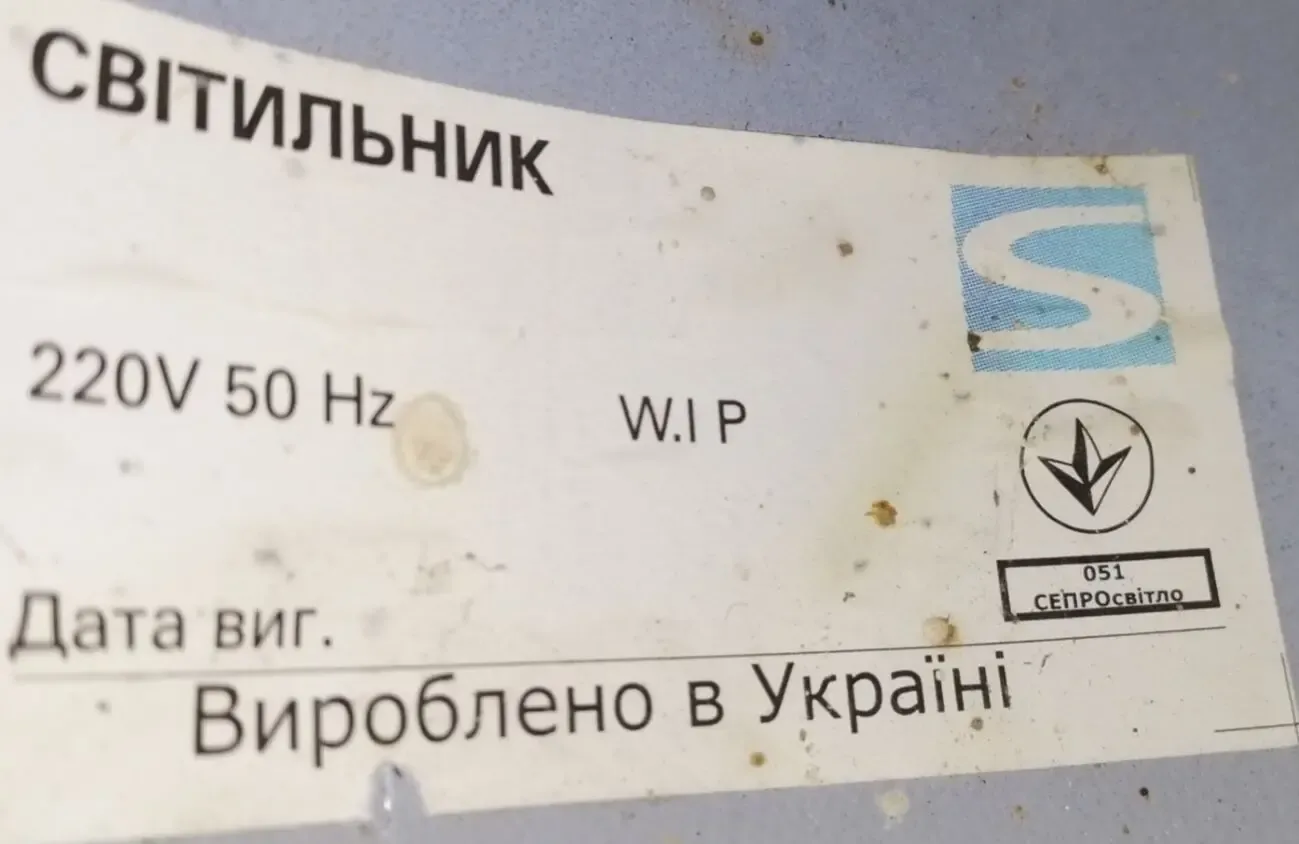 СВІТИЛЬНИК
220V 50 Hz W.I P
051
СЕПРОсвітло
Дата виг.
Вироблено в Україні